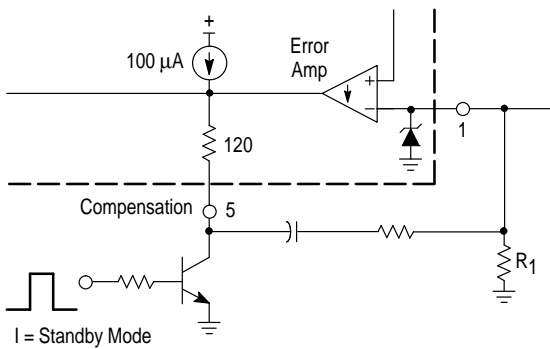 +
100 µA
Error
Amp
+
−
1
120
Compensation
5
R1
I = Standby Mode